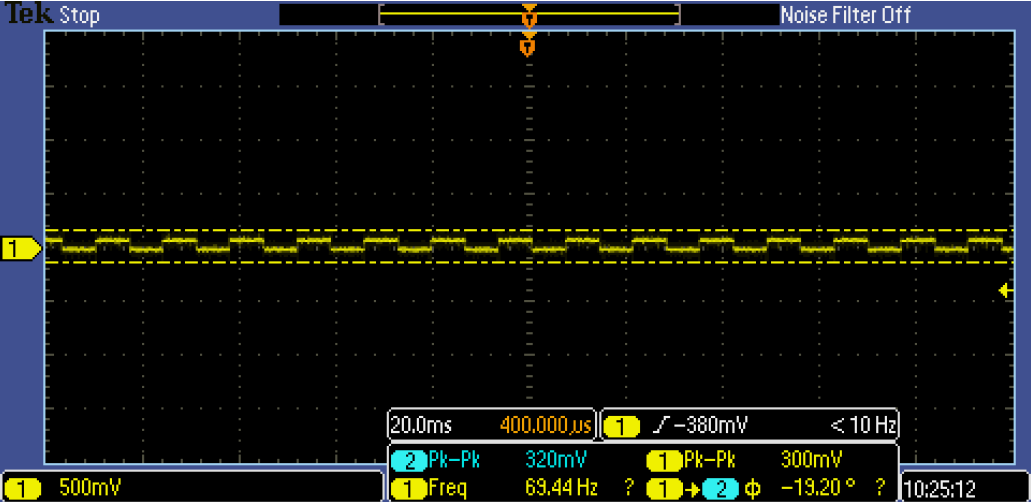 Tek Stop Noise Filter Off
T
T
1
20.0ms 400.000µs 1 -380mV < 10 Hz
2 Pk-Pk 320mV 1 Pk-Pk 300mV
1 500mV 1 Freq 69.44 Hz ? 1→2 ϕ -19.20 ° ? 10:25:12